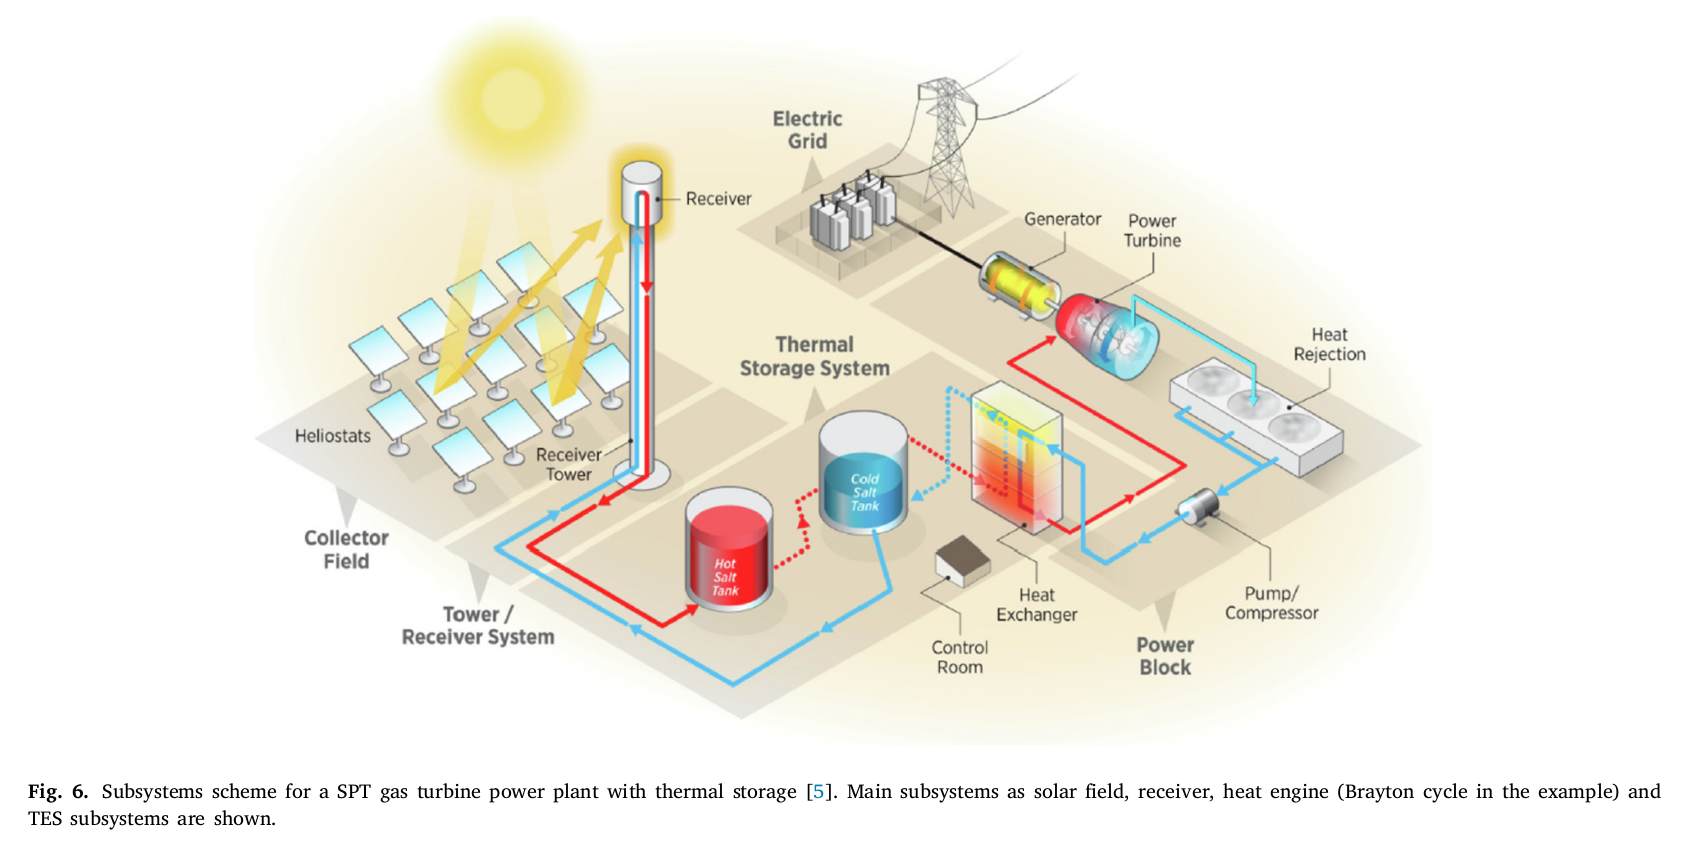 Electric
Grid
Receiver
Generator
Power
Turbine
Heat
Rejection
Thermal
Storage System
Heliostats
Receiver
Tower
Cold
Salt
Tank
Hot
Salt
Tank
Collector
Field
Tower /
Receiver System
Heat
Exchanger
Control
Room
Pump/
Compressor
Power
Block
Fig. 6. Subsystems scheme for a SPT gas turbine power plant with thermal storage [5]. Main subsystems as solar field, receiver, heat engine (Brayton cycle in the example) and
TES subsystems are shown.